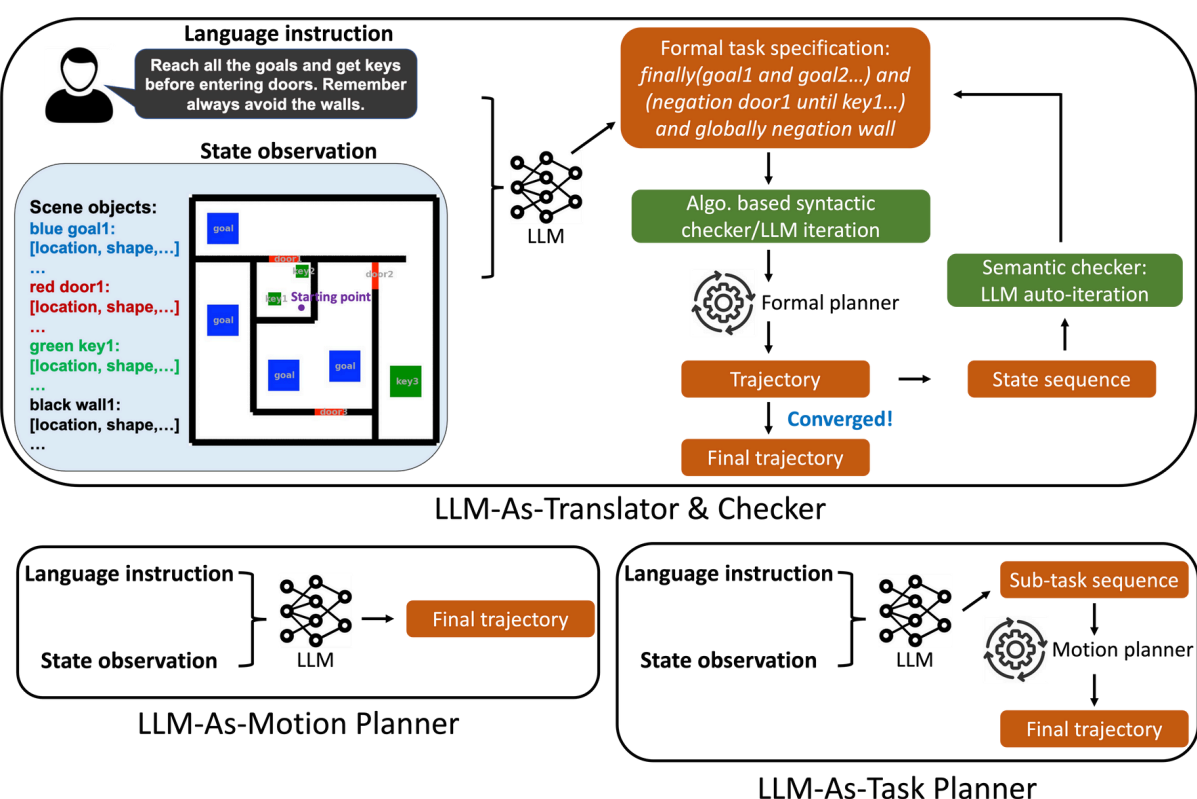 Language instruction
Reach all the goals and get keys
before entering doors. Remember
always avoid the walls.
State observation
Scene objects:
blue goal1:
[location, shape,...]
...
red door1:
[location, shape,...]
...
green key1:
[location, shape,...]
...
black wall1:
[location, shape,...]
...
goal
door1
key2
door2
key1
Starting point
goal
goal
goal
key3
door3
LLM
Formal task specification:
finally(goal1 and goal2...) and
(negation door1 until key1...)
and globally negation wall
Algo. based syntactic
checker/LLM iteration
Formal planner
Trajectory
Converged!
Final trajectory
Semantic checker:
LLM auto-iteration
State sequence
LLM-As-Translator & Checker
Language instruction
State observation
LLM
Final trajectory
LLM-As-Motion Planner
Language instruction
State observation
LLM
Sub-task sequence
Motion planner
Final trajectory
LLM-As-Task Planner